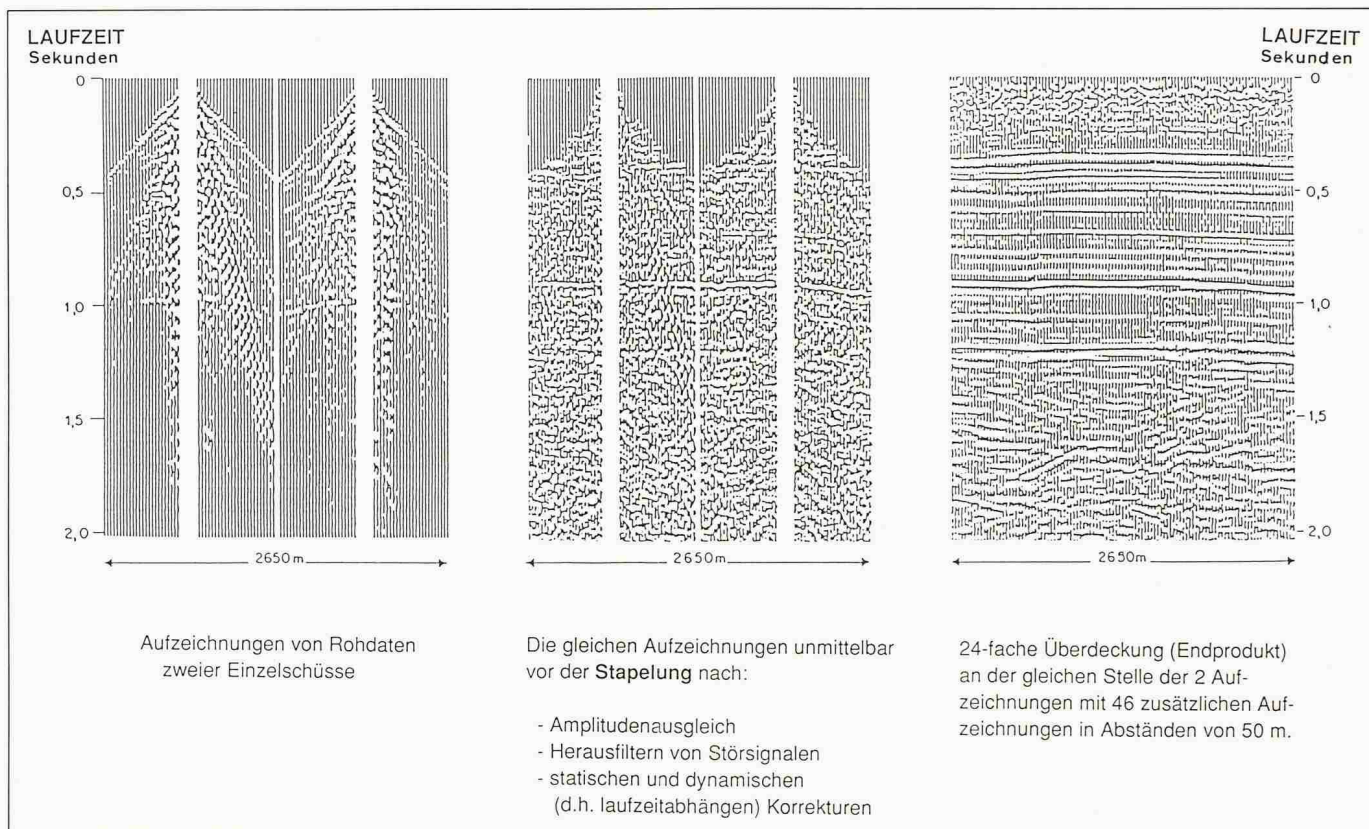 LAUFZEIT
Sekunden
LAUFZEIT
Sekunden
0
0,5
1,0
1,5
2,0
0
0,5
1,0
1,5
2,0
2650m
2650m
2650m
Aufzeichnungen von Rohdaten
zweier Einzelschüsse
Die gleichen Aufzeichnungen unmittelbar
vor der Stapelung nach:
- Amplitudenausgleich
- Herausfiltern von Störsignalen
- statischen und dynamischen
(d.h. laufzeitabhängen) Korrekturen
24-fache Überdeckung (Endprodukt)
an der gleichen Stelle der 2 Auf-
zeichnungen mit 46 zusätzlichen Auf-
zeichnungen in Abständen von 50 m.